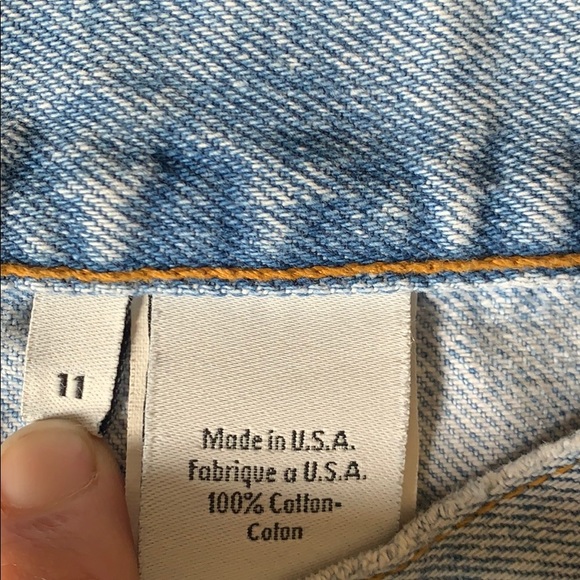 11
Made in U.S.A.
Fabrique a U.S.A.
100% Cotton-
Coton